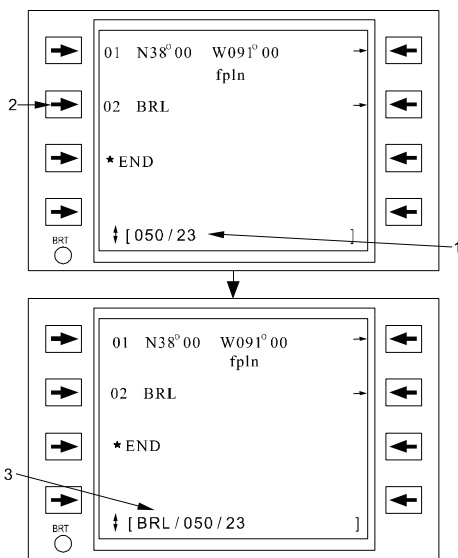 01 N38°00 W091°00
fpln
2
02 BRL
★END
BRT
[050/23 ]
1
01 N38°00 W091°00
fpln
02 BRL
★END
3
BRT
[BRL/050/23 ]